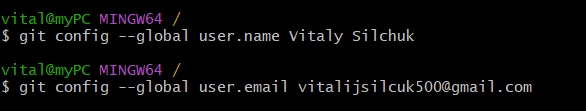 vital@myPC MINGW64 /
$ git config --global user.name Vitaly Silchuk
vital@myPC MINGW64 /
$ git config --global user.email vitalijsilcuk500@gmail.com